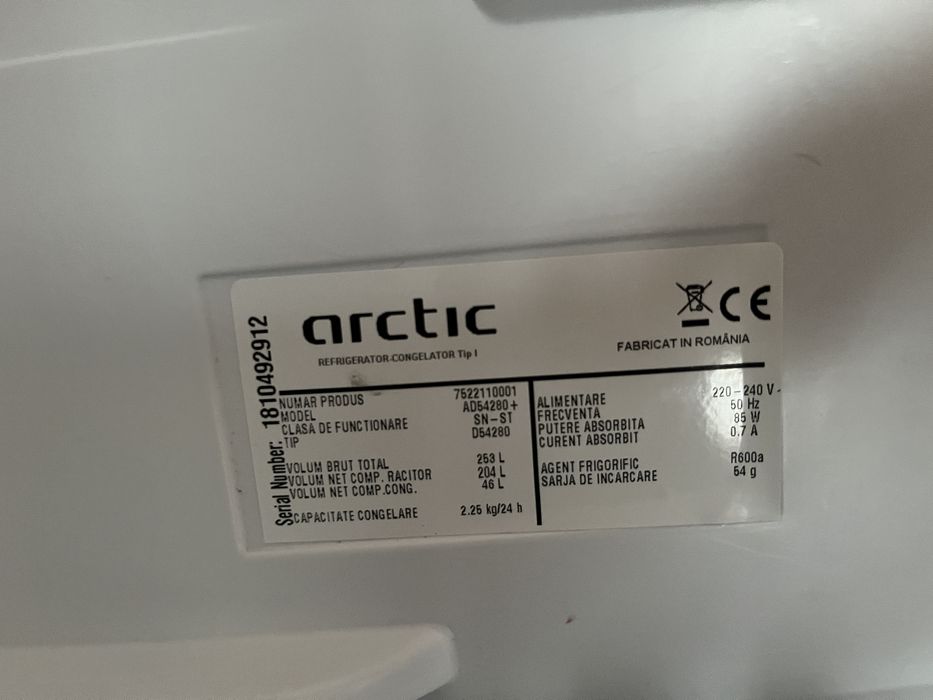 arctic
REFRIGERATOR-CONGELATOR Tip I
CE
FABRICAT IN ROMÂNIA
Serial Number: 1810492912
NUMAR PRODUS 7522110001
MODEL AD54280+
CLASA DE FUNCTIONARE SN-ST
TIP D54280
VOLUM BRUT TOTAL 253 L
VOLUM NET COMP. RACITOR 204 L
VOLUM NET COMP.CONG. 46 L
CAPACITATE CONGELARE 2.25 kg/24 h
ALIMENTARE 220-240 V~
FRECVENTA 50 Hz
PUTERE ABSORBITA 85 W
CURENT ABSORBIT 0.7 A
AGENT FRIGORIFIC R600a
SARJA DE INCARCARE 54 g